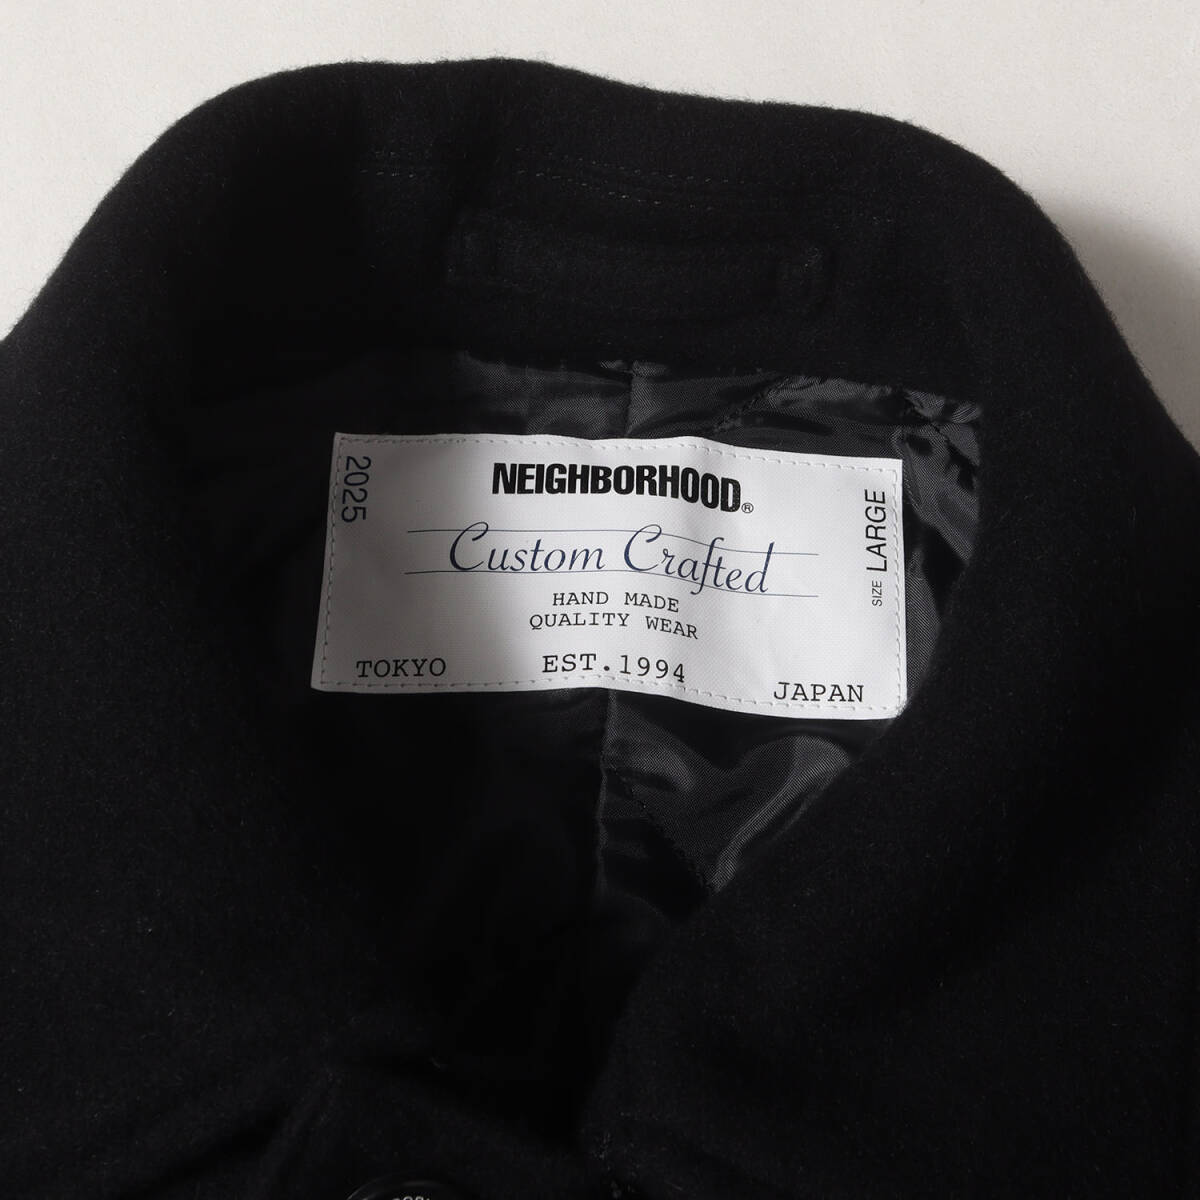 2025
NEIGHBORHOOD®
Custom Crafted
HAND MADE
QUALITY WEAR
TOKYO
EST.1994
JAPAN
SIZE LARGE